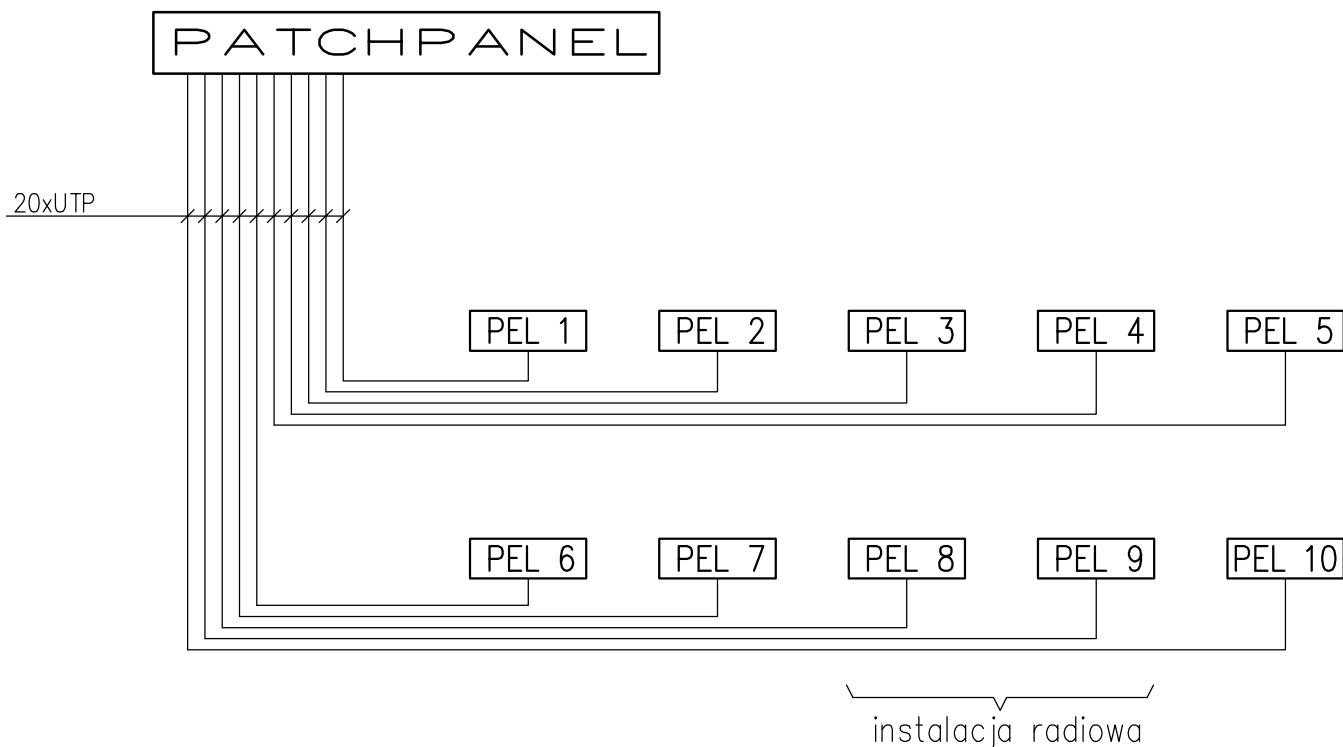 PATCHPANEL
20xUTP
PEL 1 PEL 2 PEL 3 PEL 4 PEL 5
PEL 6 PEL 7 PEL 8 PEL 9 PEL 10
instalacja radiowa